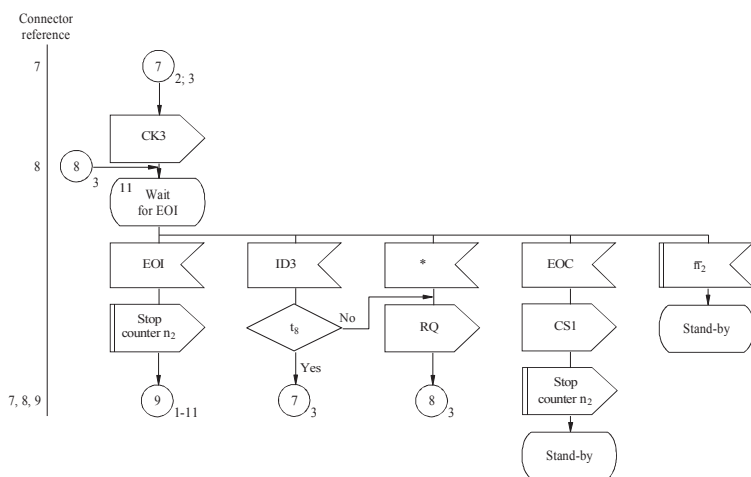 Connector
reference
7
7
2; 3
CK3
8
8
3
11
Wait
for EOI
EOI
ID3
*
EOC
n̅₂
Stop
counter n₂
t₈
No
RQ
CS1
Stand-by
Yes
7, 8, 9
9
1-11
7
3
8
3
Stop
counter n₂
Stand-by